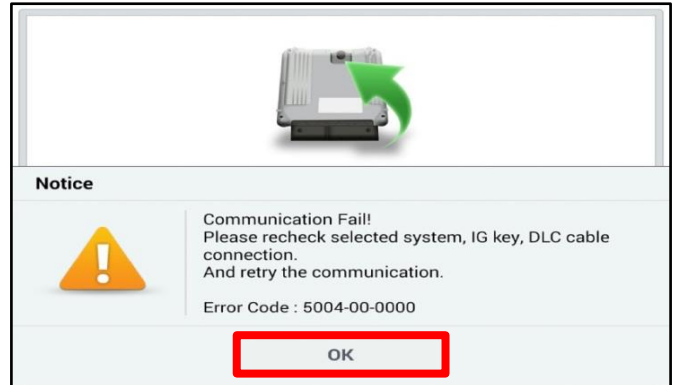 Notice
Communication Fail!
Please recheck selected system, IG key, DLC cable
connection.
And retry the communication.
Error Code : 5004-00-0000
OK